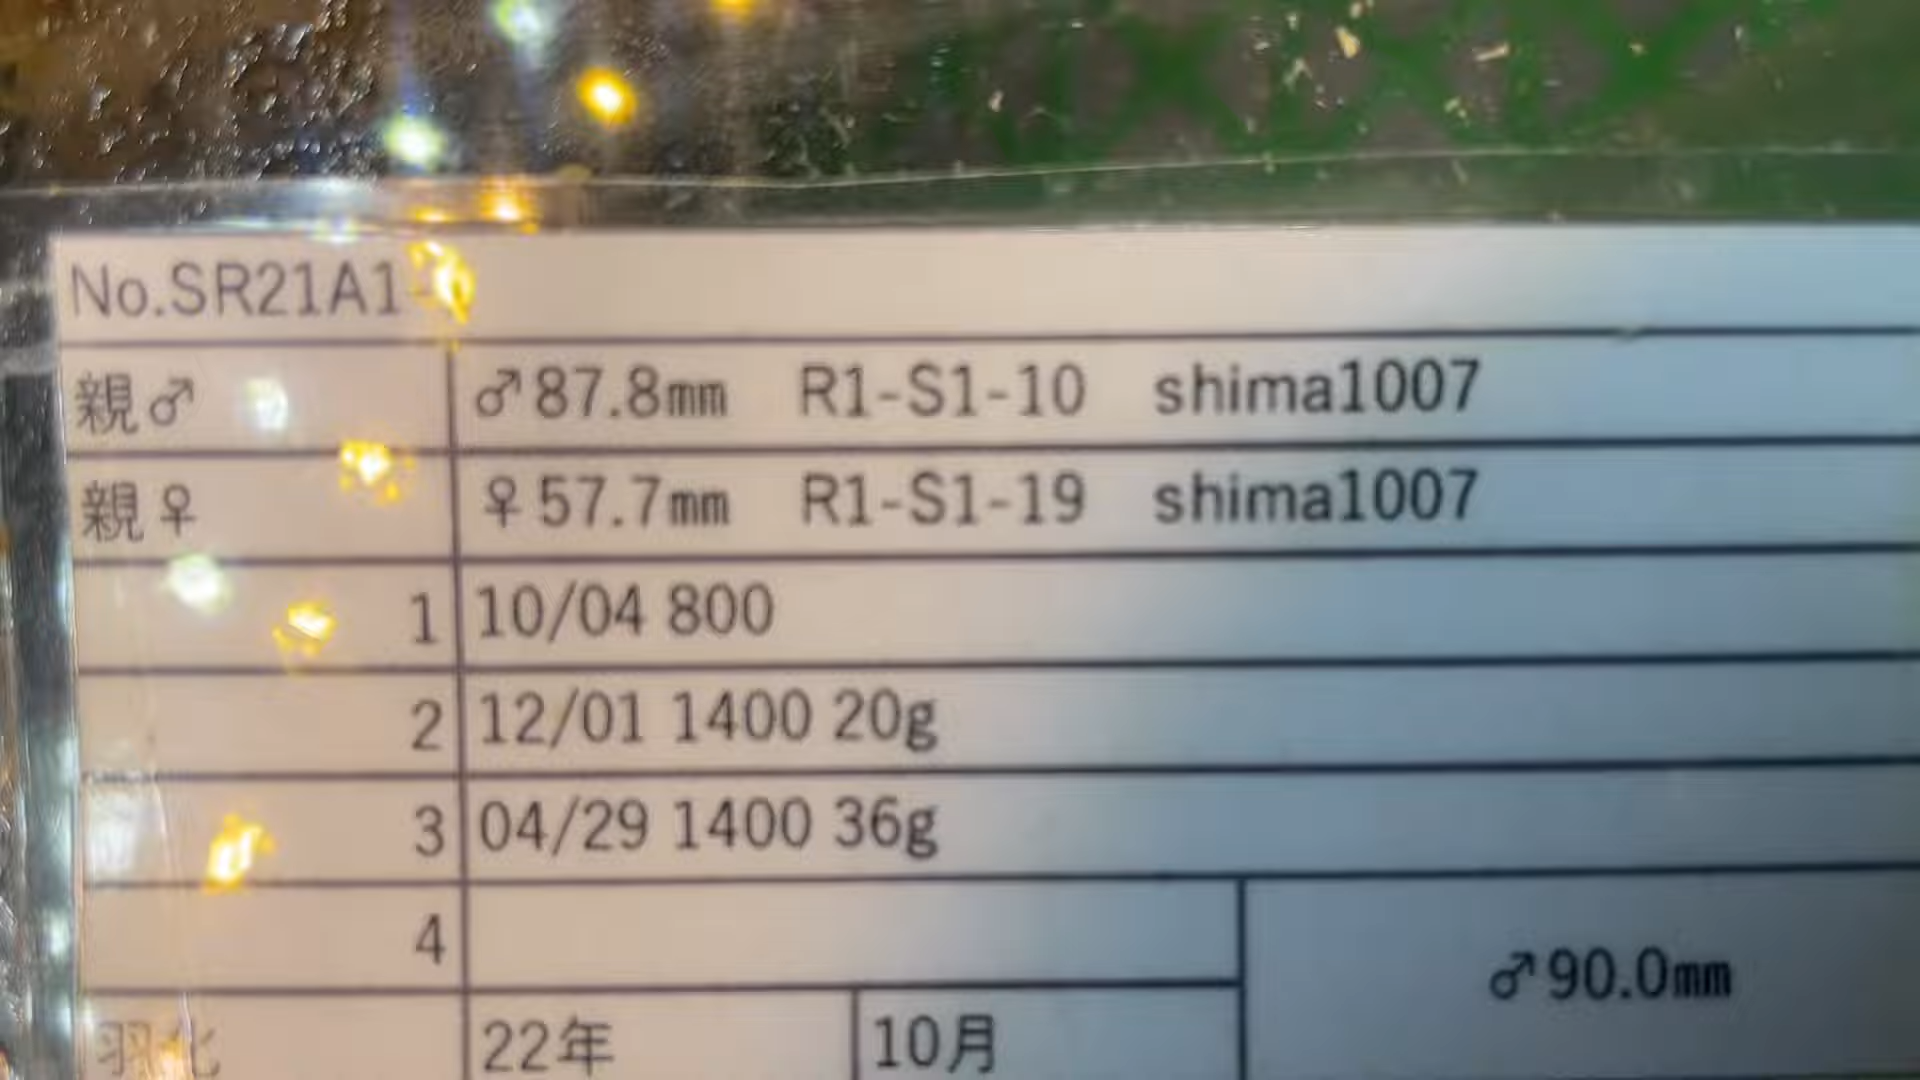 No.SR21A1-
親♂ ♂87.8mm R1-S1-10 shima1007
親♀ ♀57.7mm R1-S1-19 shima1007
1 10/04 800
2 12/01 1400 20g
3 04/29 1400 36g
4
♂90.0mm
羽化 22年 10月